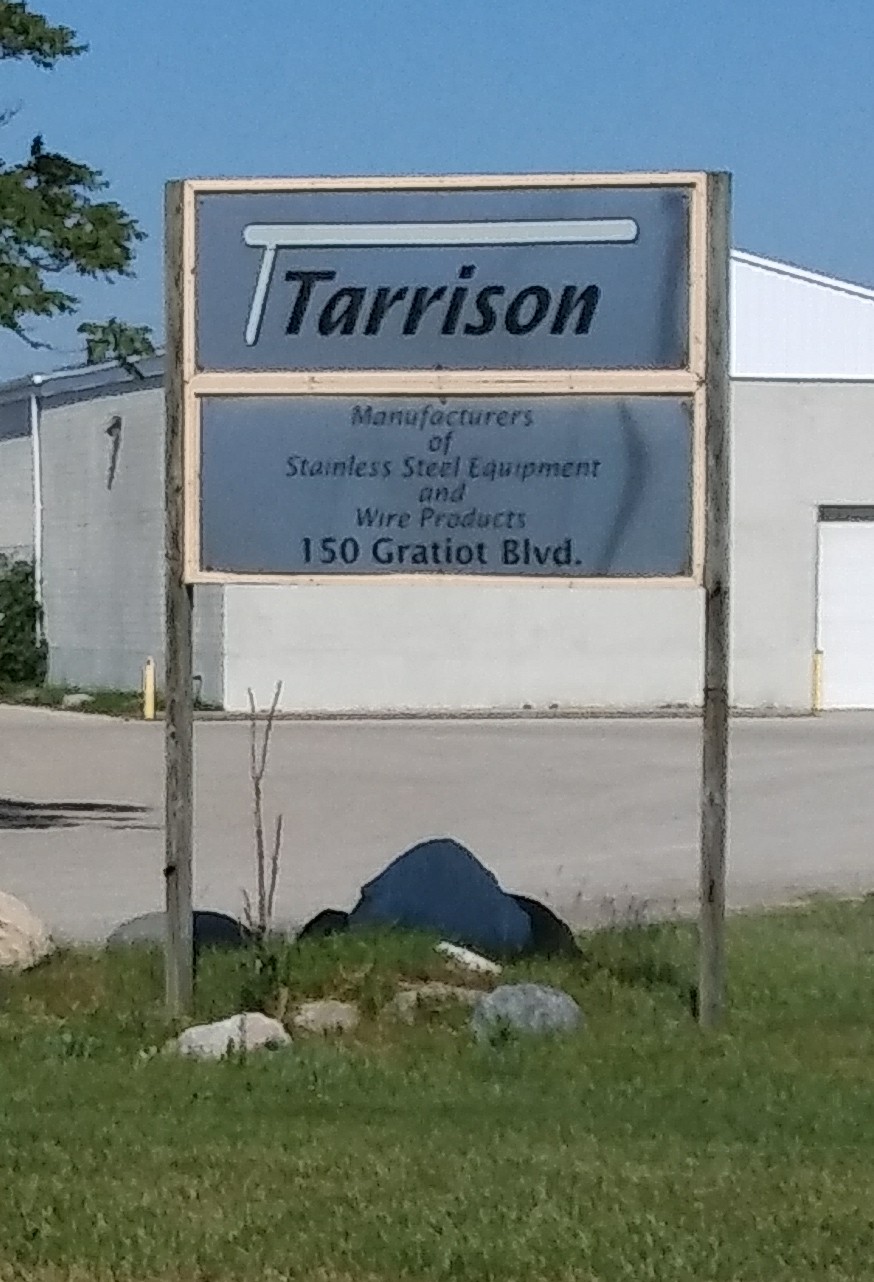 Tarrison
Manufacturers
of
Stainless Steel Equipment
and
Wire Products
150 Gratiot Blvd.